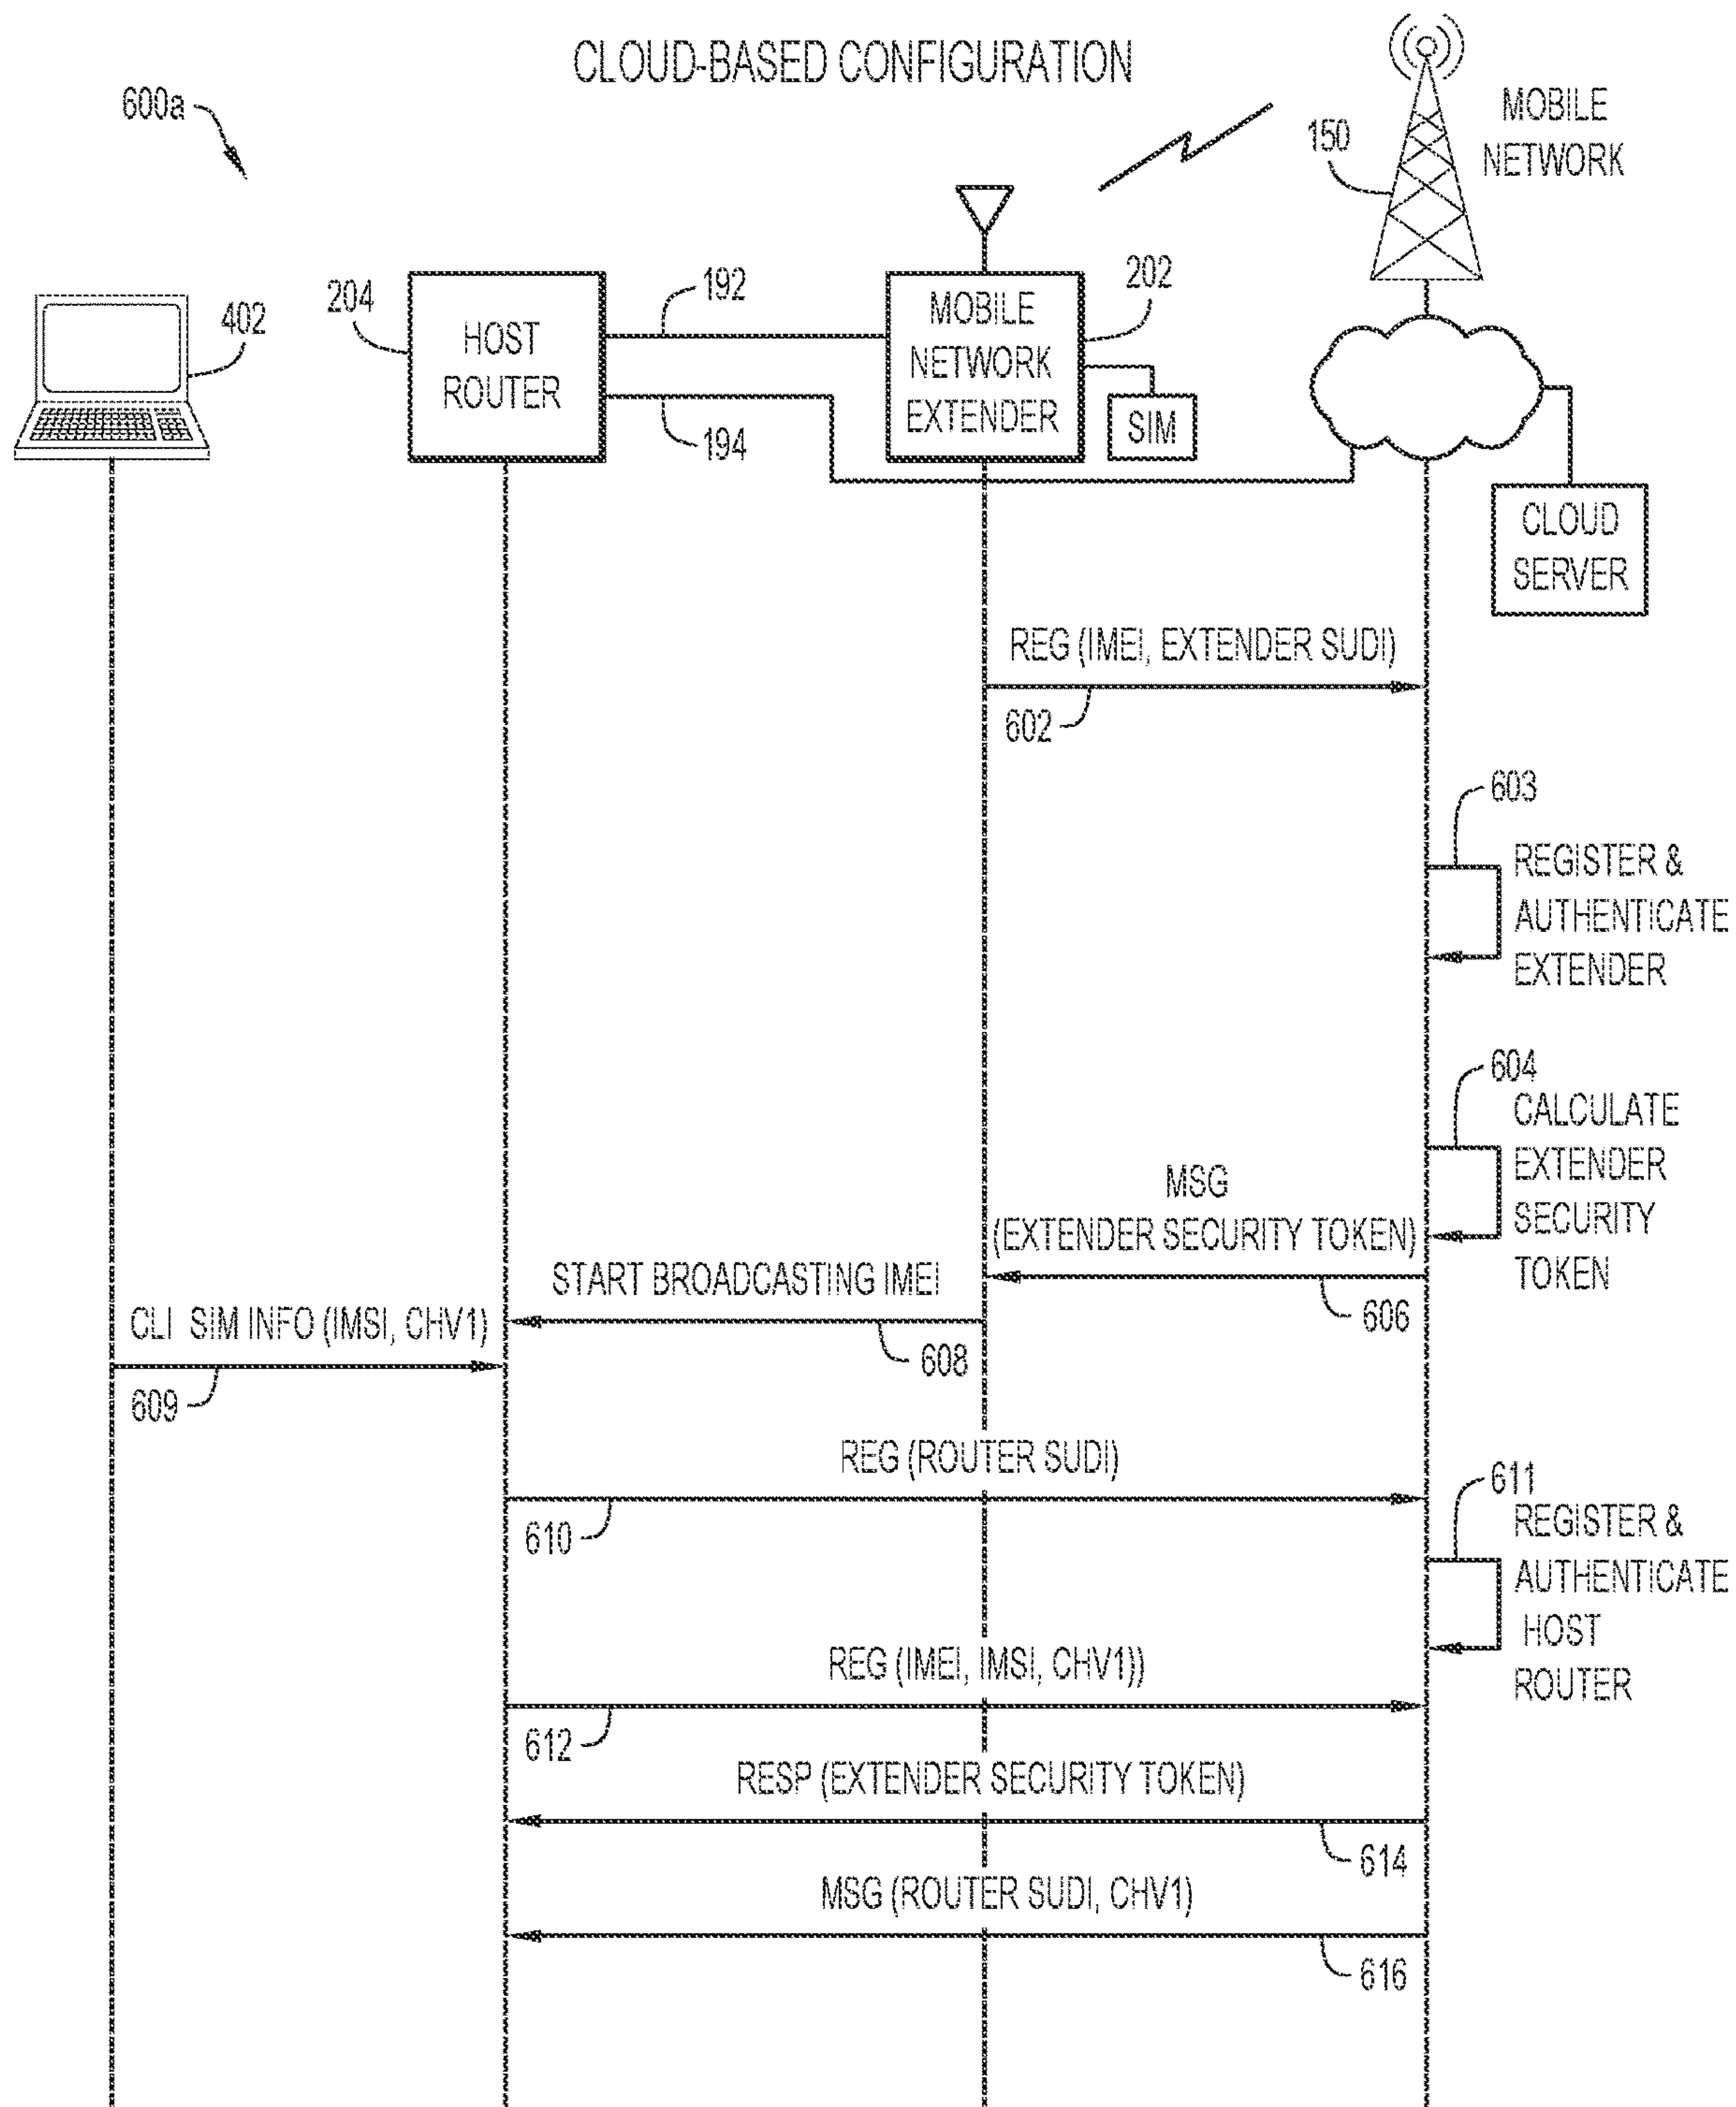 CLOUD-BASED CONFIGURATION
600a
150
MOBILE
NETWORK
402
204
HOST
ROUTER
192
194
MOBILE
NETWORK
EXTENDER
202
SIM
CLOUD
SERVER
REG (IMEI, EXTENDER SUDI)
602
603
REGISTER &
AUTHENTICATE
EXTENDER
604
CALCULATE
EXTENDER
SECURITY
TOKEN
MSG
(EXTENDER SECURITY TOKEN)
606
START BROADCASTING IMEI
608
CLI SIM INFO (IMSI, CHV1)
609
REG (ROUTER SUDI)
610
611
REGISTER &
AUTHENTICATE
HOST
ROUTER
REG (IMEI, IMSI, CHV1))
612
RESP (EXTENDER SECURITY TOKEN)
614
MSG (ROUTER SUDI, CHV1)
616